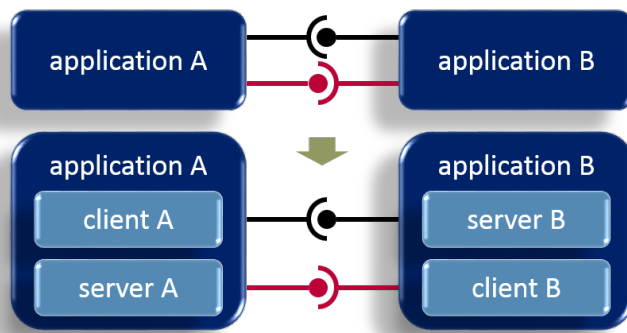 application A
application B
application A
application B
client A
server B
server A
client B